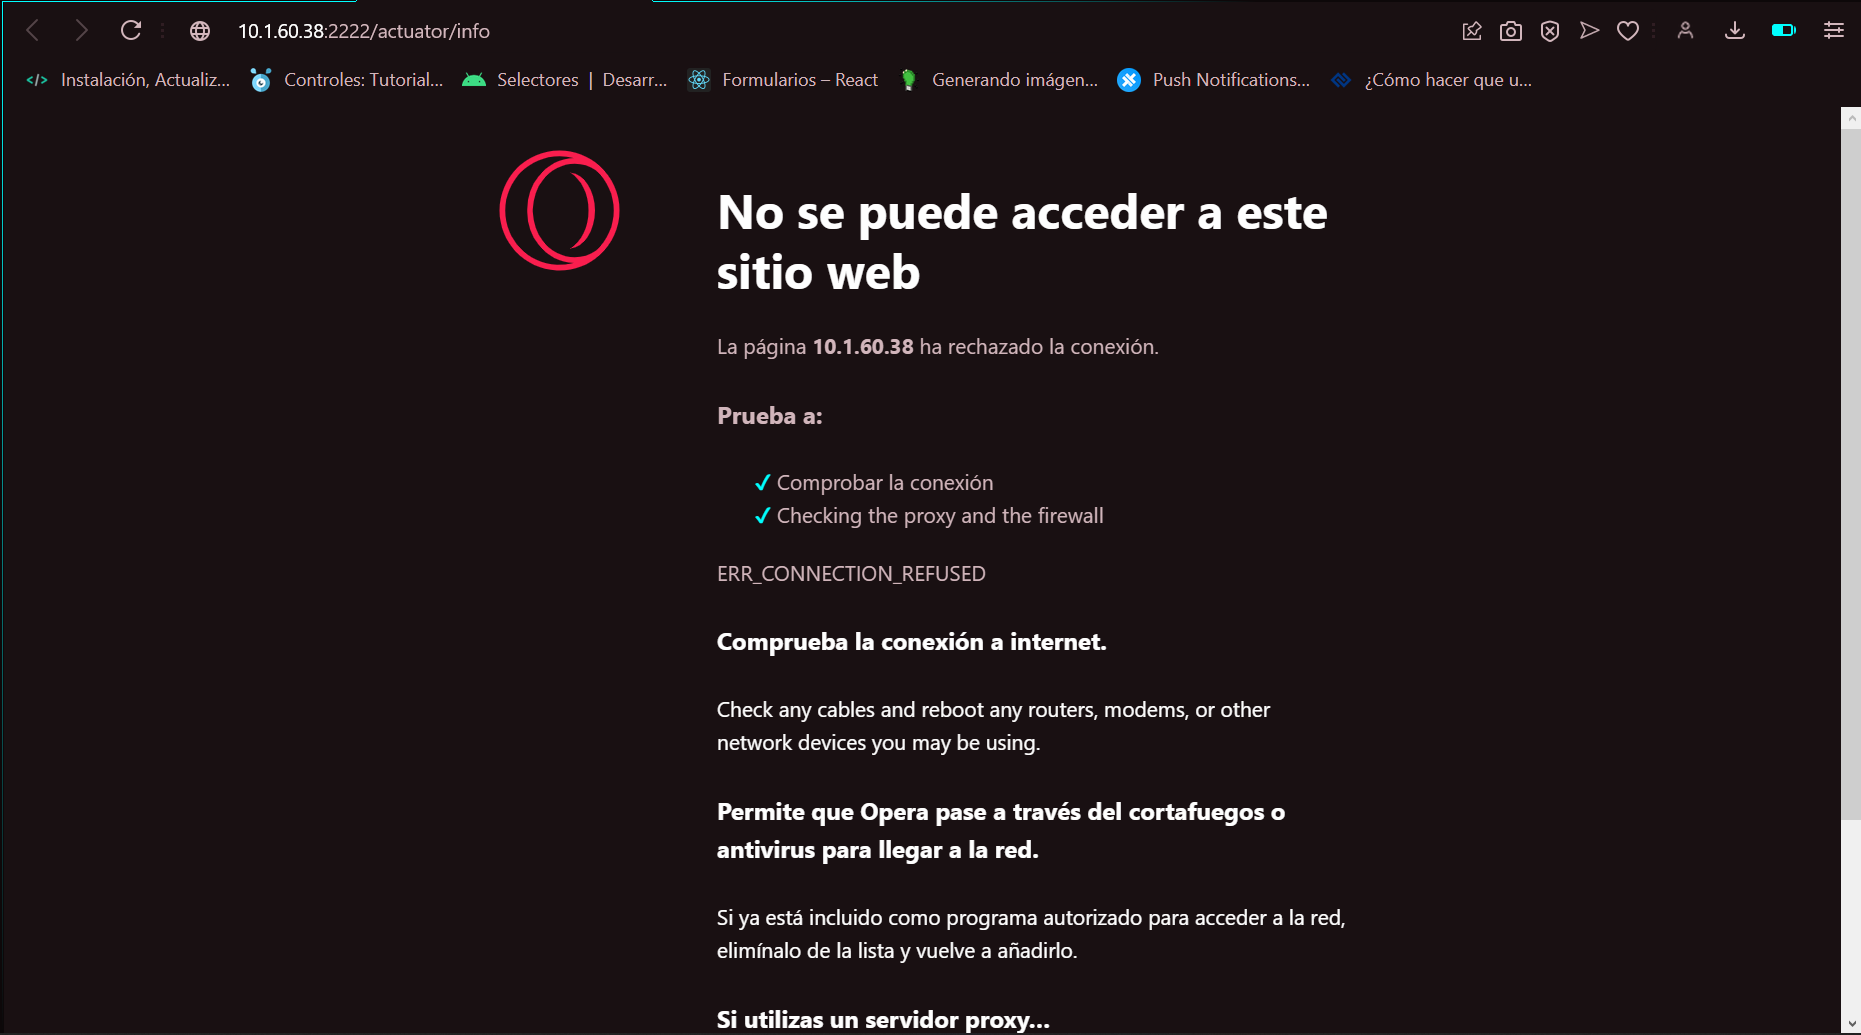 10.1.60.38:2222/actuator/info
Instalación, Actualiz... Controles: Tutorial... Selectores | Desarr... Formularios – React Generando imágen... Push Notifications... ¿Cómo hacer que u...
No se puede acceder a este
sitio web
La página 10.1.60.38 ha rechazado la conexión.
Prueba a:
✓ Comprobar la conexión
✓ Checking the proxy and the firewall
ERR_CONNECTION_REFUSED
Comprueba la conexión a internet.
Check any cables and reboot any routers, modems, or other
network devices you may be using.
Permite que Opera pase a través del cortafuegos o
antivirus para llegar a la red.
Si ya está incluido como programa autorizado para acceder a la red,
elimínalo de la lista y vuelve a añadirlo.
Si utilizas un servidor proxy...